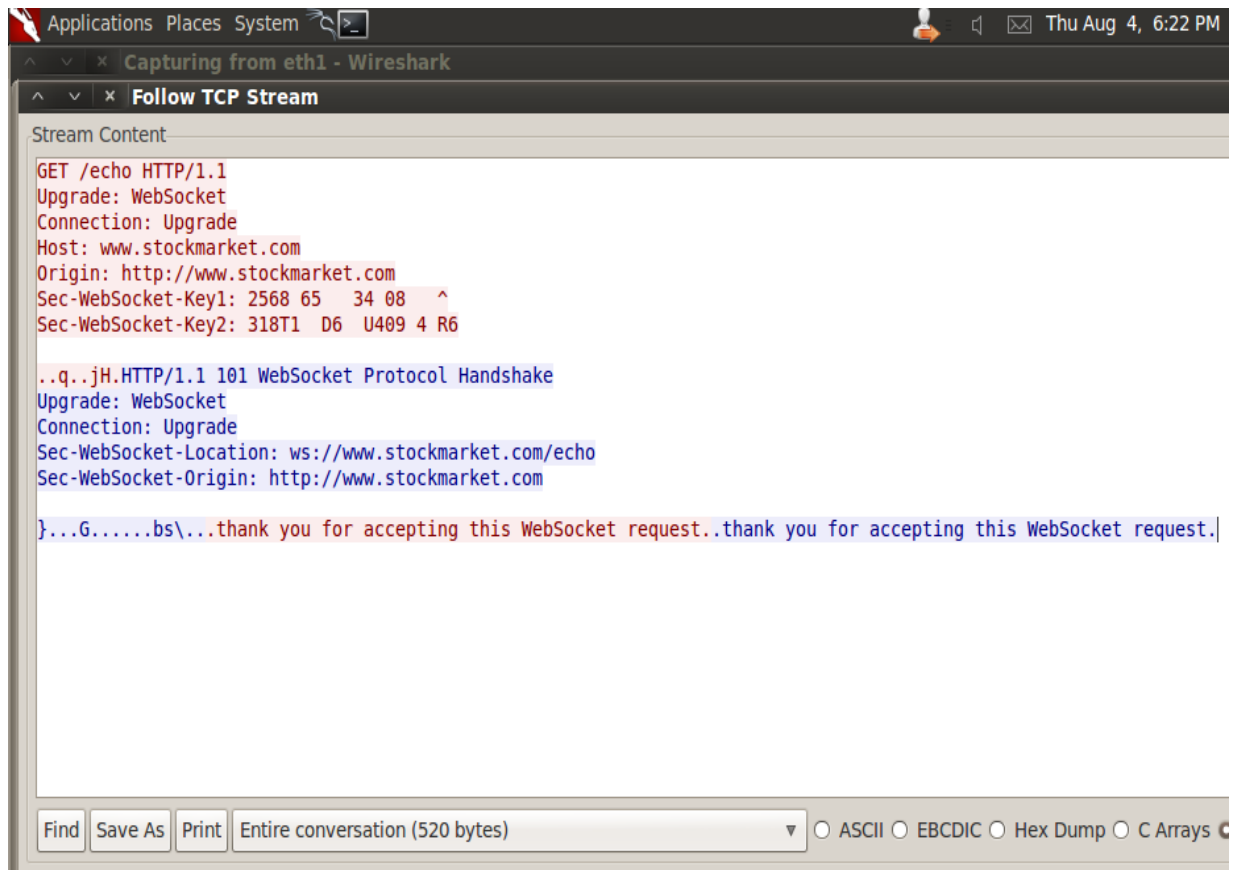 Applications Places System Thu Aug 4, 6:22 PM
Capturing from eth1 - Wireshark
Follow TCP Stream
Stream Content
GET /echo HTTP/1.1
Upgrade: WebSocket
Connection: Upgrade
Host: www.stockmarket.com
Origin: http://www.stockmarket.com
Sec-WebSocket-Key1: 2568 65   34 08   ^
Sec-WebSocket-Key2: 318T1  D6  U409 4 R6
..q..jH.HTTP/1.1 101 WebSocket Protocol Handshake
Upgrade: WebSocket
Connection: Upgrade
Sec-WebSocket-Location: ws://www.stockmarket.com/echo
Sec-WebSocket-Origin: http://www.stockmarket.com
}...G......bs\...thank you for accepting this WebSocket request..thank you for accepting this WebSocket request.
Find Save As Print Entire conversation (520 bytes) ASCII EBCDIC Hex Dump C Arrays